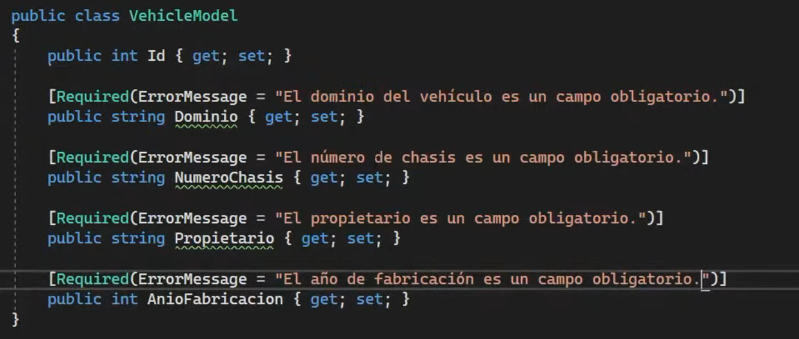 public class VehicleModel
{
public int Id { get; set; }
[Required(ErrorMessage = "El dominio del vehículo es un campo obligatorio.")]
public string Dominio { get; set; }
[Required(ErrorMessage = "El número de chasis es un campo obligatorio.")]
public string NumeroChasis { get; set; }
[Required(ErrorMessage = "El propietario es un campo obligatorio.")]
public string Propietario { get; set; }
[Required(ErrorMessage = "El año de fabricación es un campo obligatorio.")]
public int AnioFabricacion { get; set; }
}